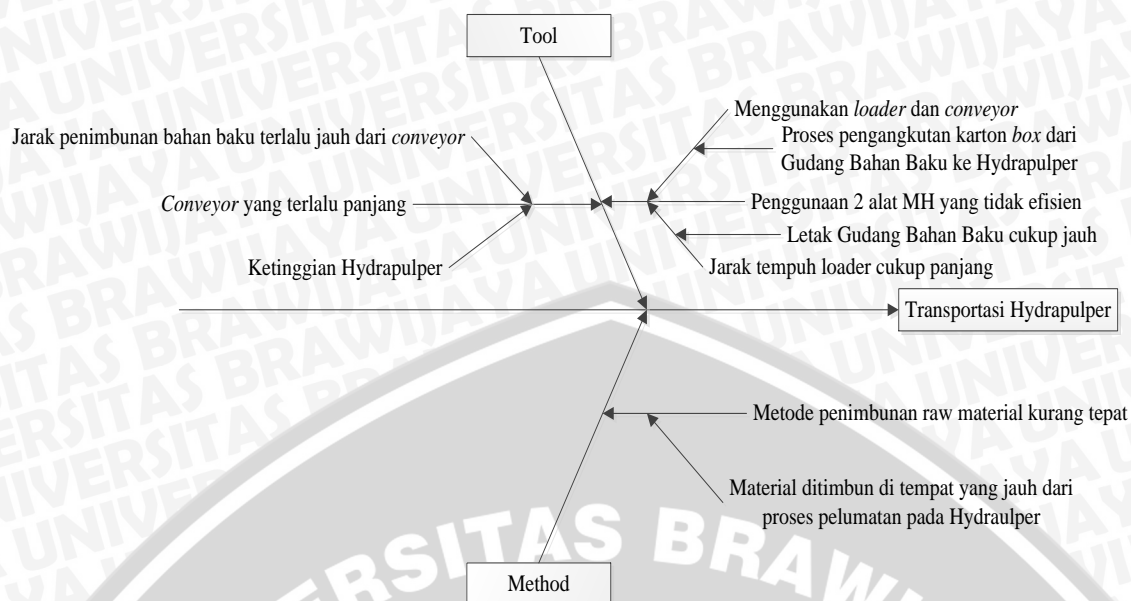 Tool
Menggunakan loader dan conveyor
Jarak penimbunan bahan baku terlalu jauh dari conveyor
Proses pengangkutan karton box dari
Gudang Bahan Baku ke Hydrapulper
Conveyor yang terlalu panjang
Penggunaan 2 alat MH yang tidak efisien
Letak Gudang Bahan Baku cukup jauh
Ketinggian Hydrapulper
Jarak tempuh loader cukup panjang
Transportasi Hydrapulper
Metode penimbunan raw material kurang tepat
Material ditimbun di tempat yang jauh dari
proses pelumatan pada Hydraulper
Method